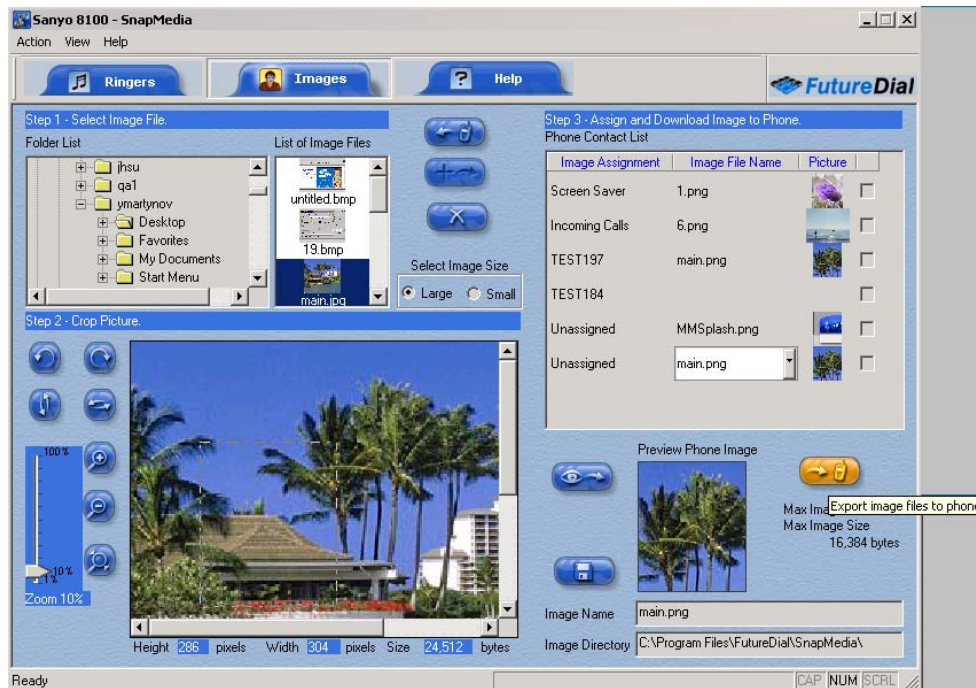 Sanyo 8100 - SnapMedia
Action View Help
Ringers
Images
? Help
FutureDial
Step 1 - Select Image File.
Folder List
jhsu
qa1
ymartynov
Desktop
Favorites
My Documents
Start Menu
List of Image Files
untitled.bmp
19.bmp
main.jpg
Select Image Size
Large Small
Step 2 - Crop Picture.
100 %
10%
1%
Zoom 10%
Height 286 pixels Width 304 pixels Size 24,512 bytes
Step 3 - Assign and Download Image to Phone.
Phone Contact List
Image Assignment Image File Name Picture
Screen Saver 1.png
Incoming Calls 6.png
TEST197 main.png
TEST184
Unassigned MMSplash.png
Unassigned main.png
Preview Phone Image
Export image files to phone
Max Image Size
16,384 bytes
Image Name main.png
Image Directory C:\Program Files\FutureDial\SnapMedia\
Ready
CAP NUM SCRL